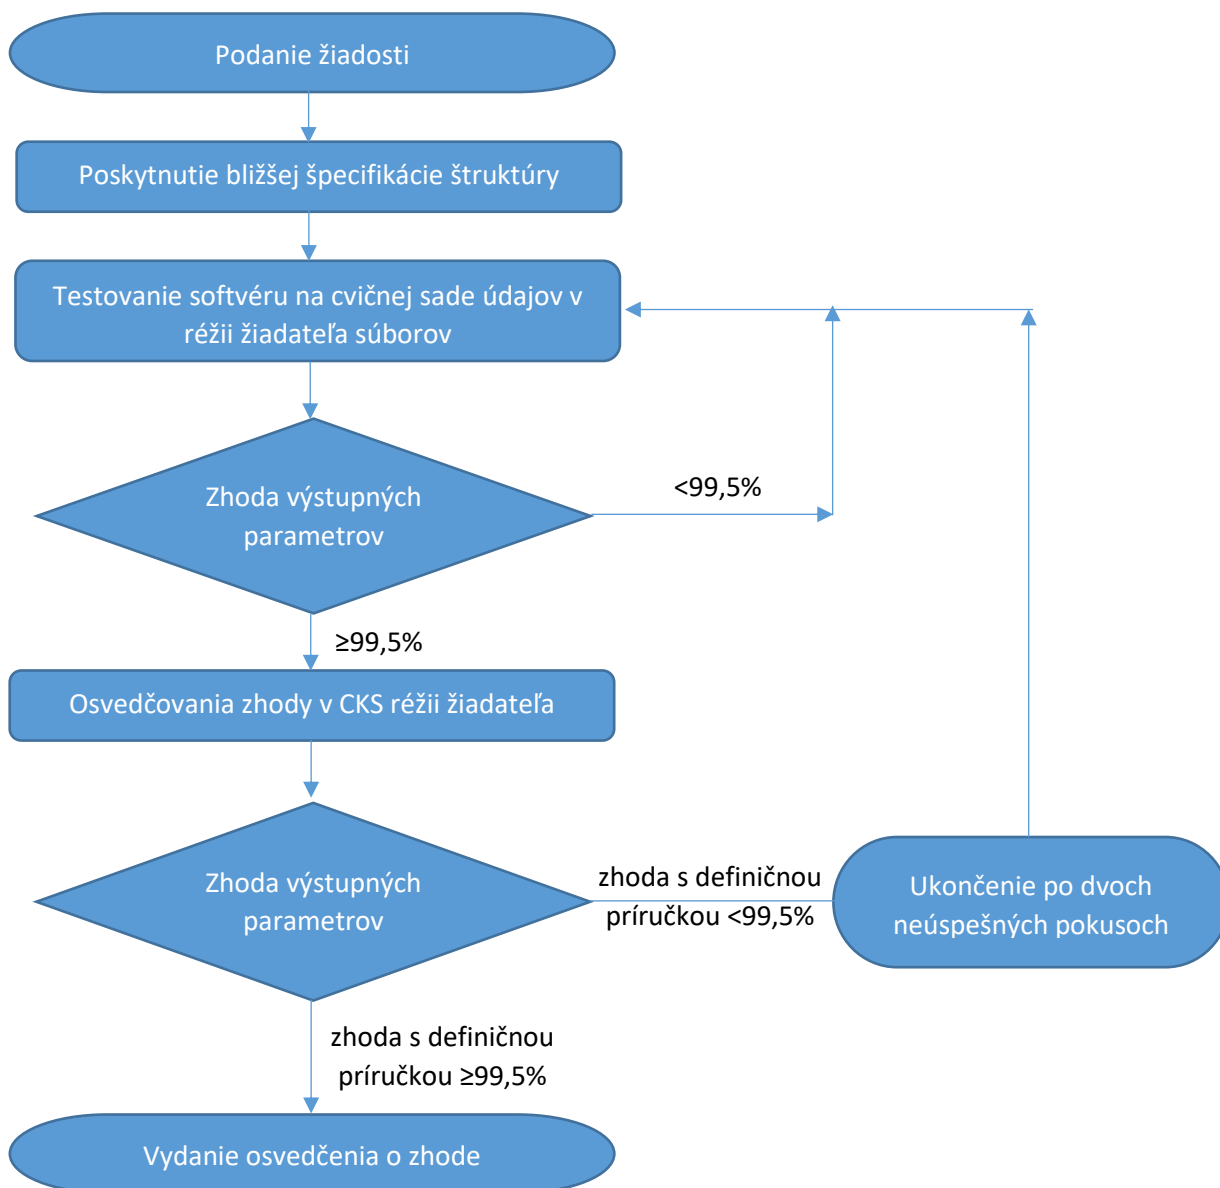 Podanie žiadosti
Poskytnutie bližšej špecifikácie štruktúry
Testovanie softvéru na cvičnej sade údajov v
réžii žiadateľa súborov
Zhoda výstupných
parametrov
<99,5%
≥99,5%
Osvedčovania zhody v CKS réžii žiadateľa
Zhoda výstupných
parametrov
zhoda s definičnou
príručkou <99,5%
Ukončenie po dvoch
neúspešných pokusoch
zhoda s definičnou
príručkou ≥99,5%
Vydanie osvedčenia o zhode